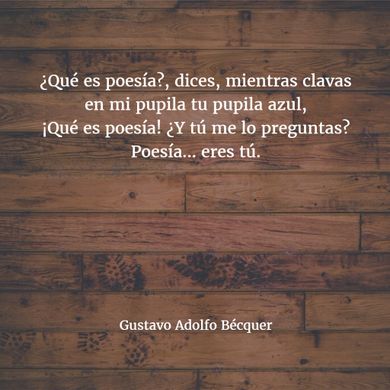 ¿Qué es poesía?, dices, mientras clavas
en mi pupila tu pupila azul,
¡Qué es poesía! ¿Y tú me lo preguntas?
Poesía... eres tú.
Gustavo Adolfo Bécquer